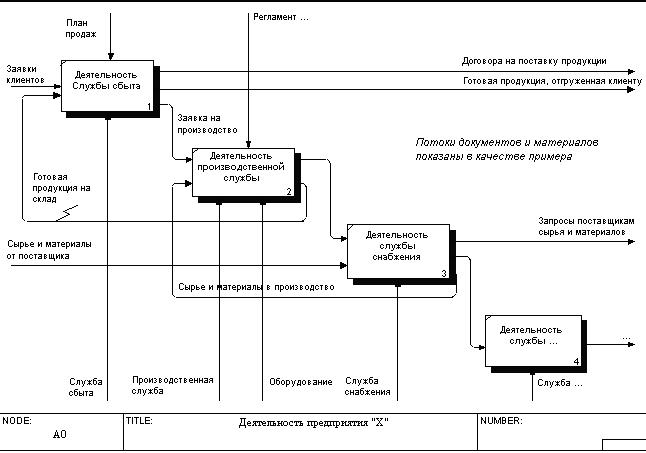 План
продаж
Регламент ...
Заявки
клиентов
Деятельность
Службы сбыта
1
Договора на поставку продукции
Готовая продукция, отгруженная клиенту
Заявка на
производство
Потоки документов и материалов
показаны в качестве примера
Деятельность
производственной
службы
2
Готовая
продукция на
склад
Деятельность
службы
снабжения
3
Запросы поставщикам
сырья и материалов
Сырье и материалы
от поставщика
Сырье и материалы в производство
Деятельность
службы ...
4
...
Служба
сбыта
Производственная
служба
Оборудование
Служба
снабжения
Служба ...
NODE:
A0
TITLE:
Деятельность предприятия "X"
NUMBER: